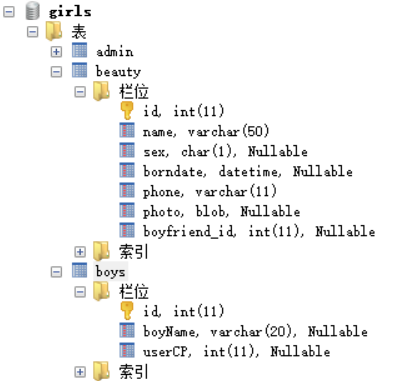 girls
表
admin
beauty
栏位
id, int(11)
name, varchar(50)
sex, char(1), Nullable
borndate, datetime, Nullable
phone, varchar(11)
photo, blob, Nullable
boyfriend_id, int(11), Nullable
索引
boys
栏位
id, int(11)
boyName, varchar(20), Nullable
userCP, int(11), Nullable
索引